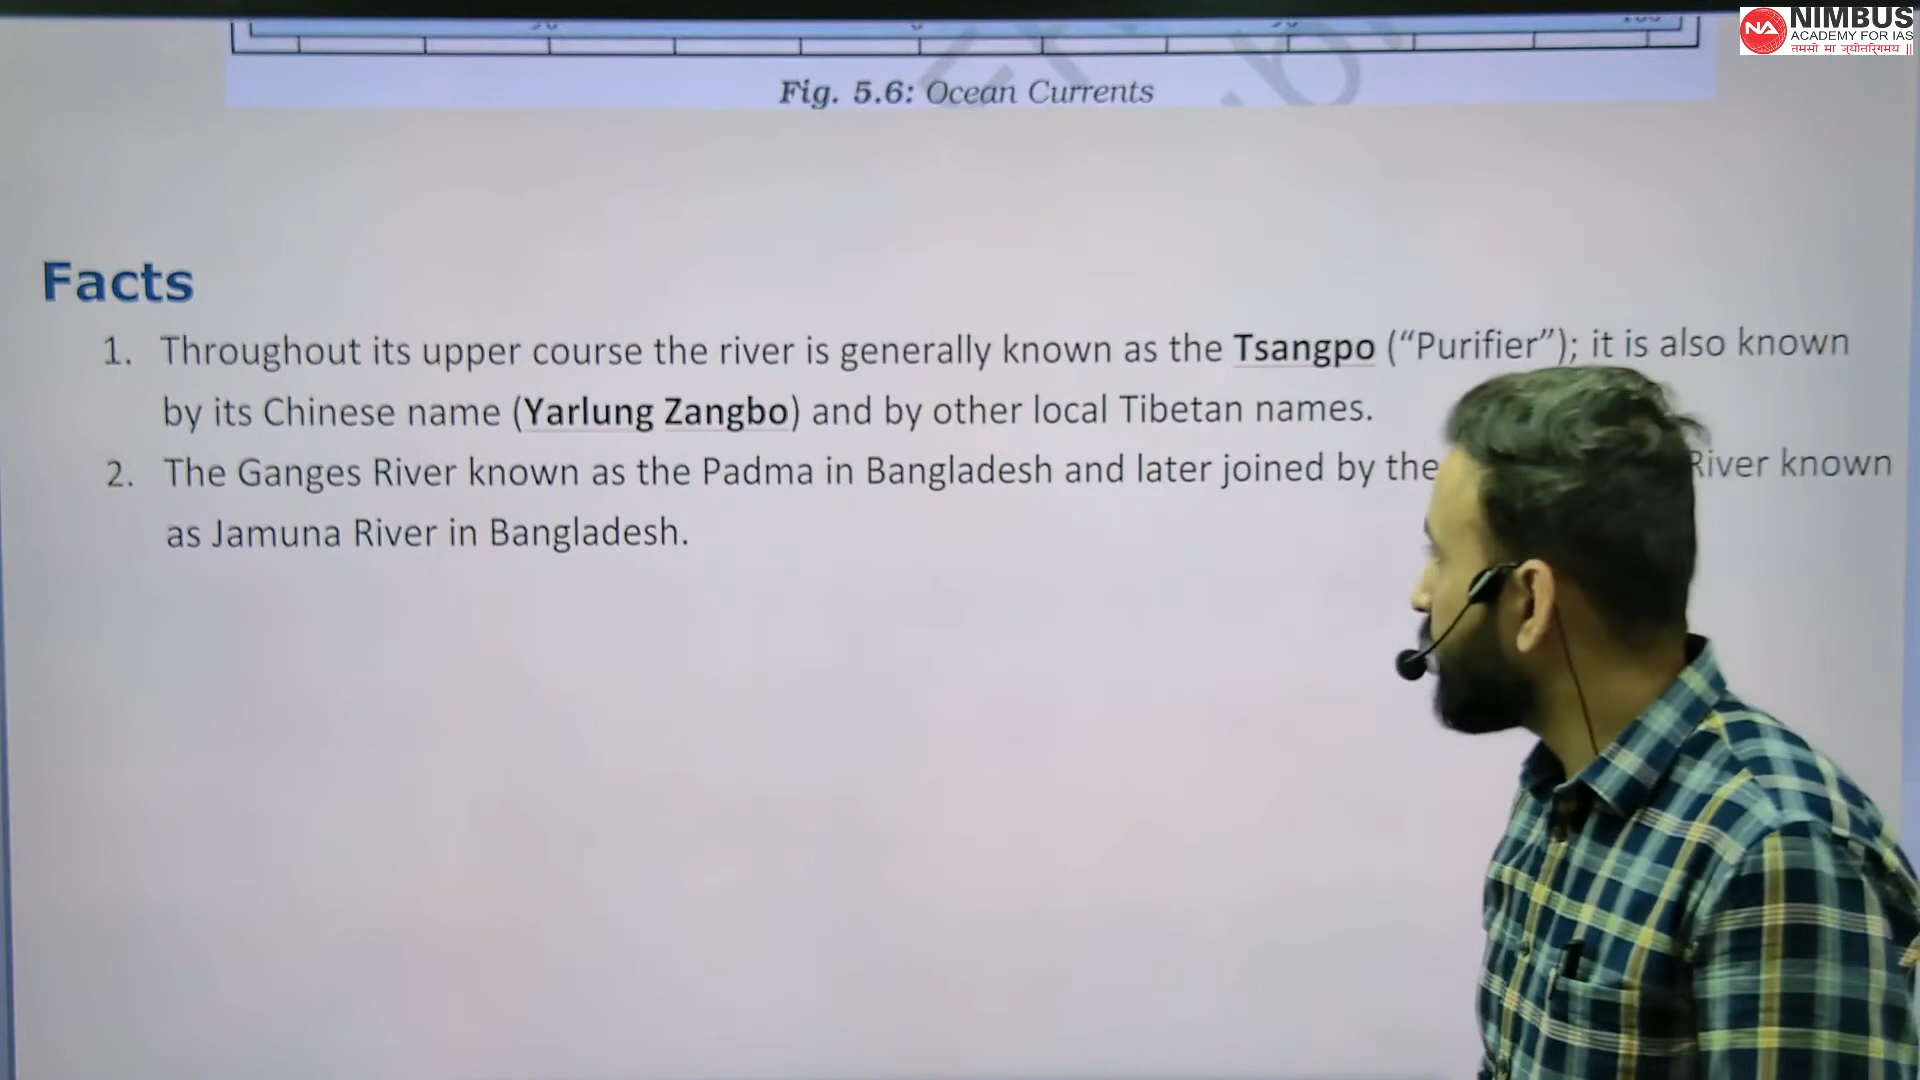 NIMBUS
ACADEMY FOR IAS
NA
तमसो मा ज्योतिर्गमय ||
Fig. 5.6: Ocean Currents
Facts
1. Throughout its upper course the river is generally known as the Tsangpo (“Purifier”); it is also known
by its Chinese name (Yarlung Zangbo) and by other local Tibetan names.
2. The Ganges River known as the Padma in Bangladesh and later joined by the River known
as Jamuna River in Bangladesh.